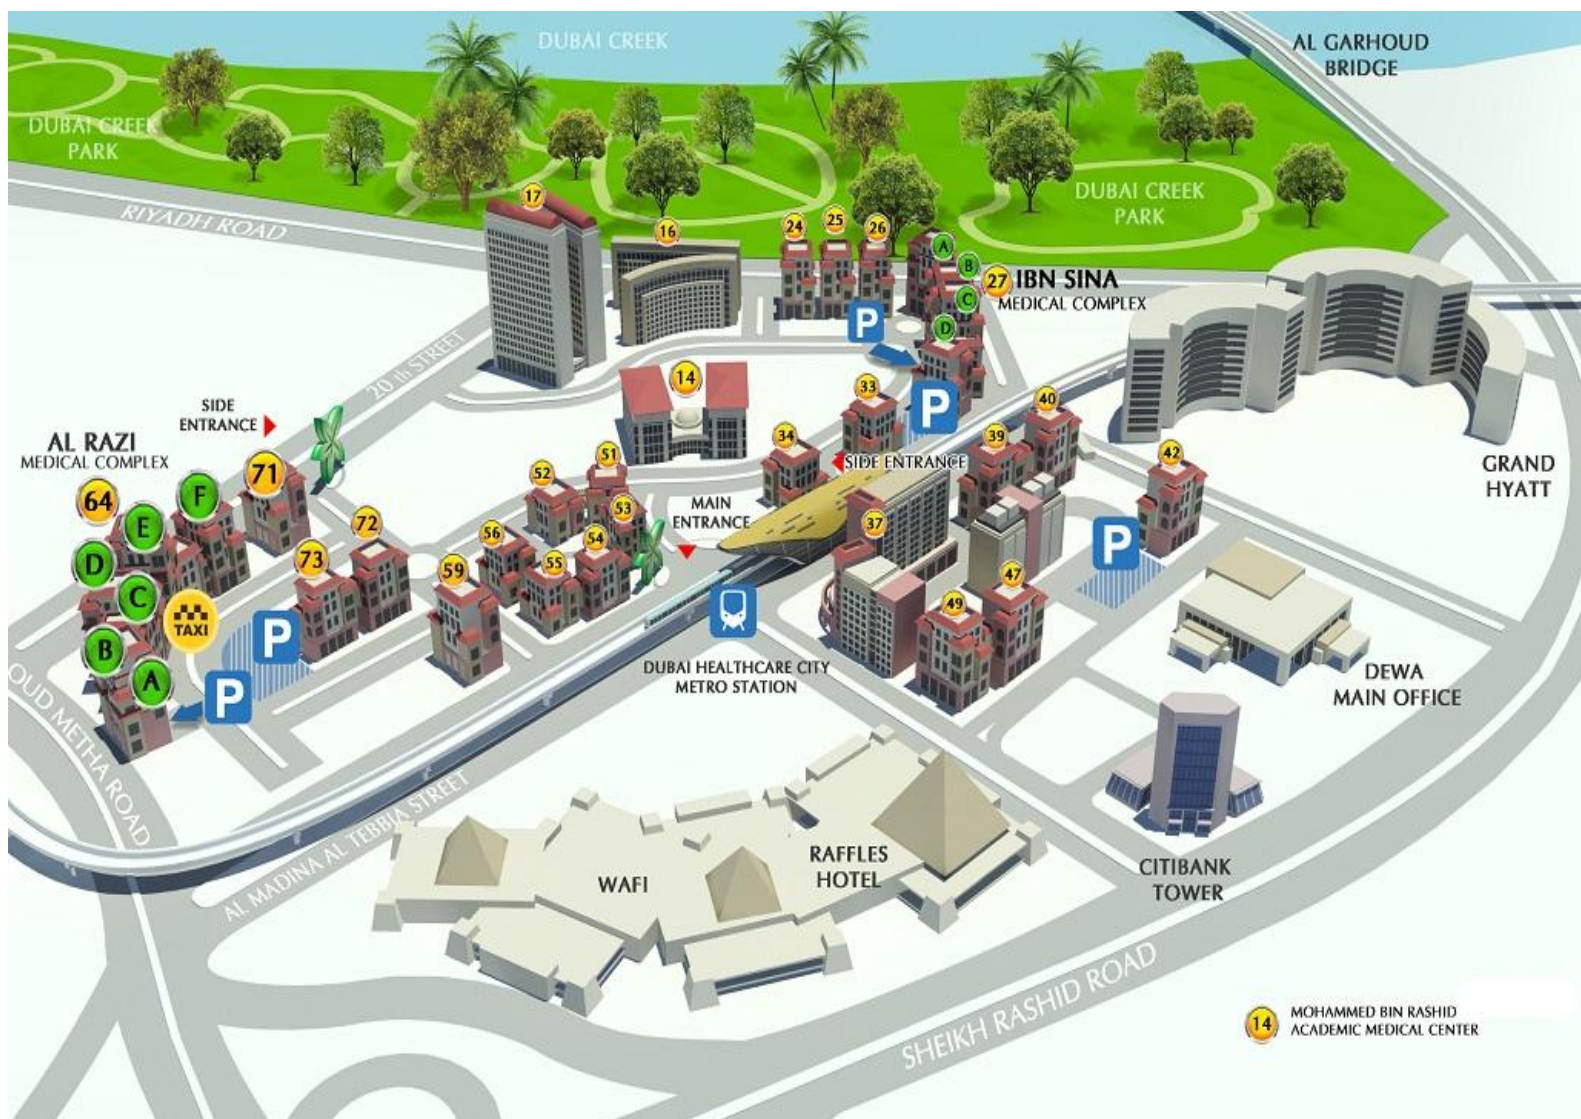 DUBAI CREEK
AL GARHOUD
BRIDGE
DUBAI CREEK
PARK
DUBAI CREEK
PARK
RIYADH ROAD
17
16
24
25
26
A
B
C
D
27
IBN SINA
MEDICAL COMPLEX
P
P
20 th STREET
14
33
34
40
39
42
SIDE
ENTRANCE
SIDE ENTRANCE
AL RAZI
MEDICAL COMPLEX
64
71
F
E
D
C
B
A
72
73
TAXI
P
P
52
51
53
56
54
55
59
MAIN
ENTRANCE
37
P
47
49
GRAND
HYATT
DUBAI HEALTHCARE CITY
METRO STATION
DEWA
MAIN OFFICE
OUD METHA ROAD
AL MADINA AL TEBBIA STREET
WAFI
RAFFLES
HOTEL
CITIBANK
TOWER
SHEIKH RASHID ROAD
14
MOHAMMED BIN RASHID
ACADEMIC MEDICAL CENTER